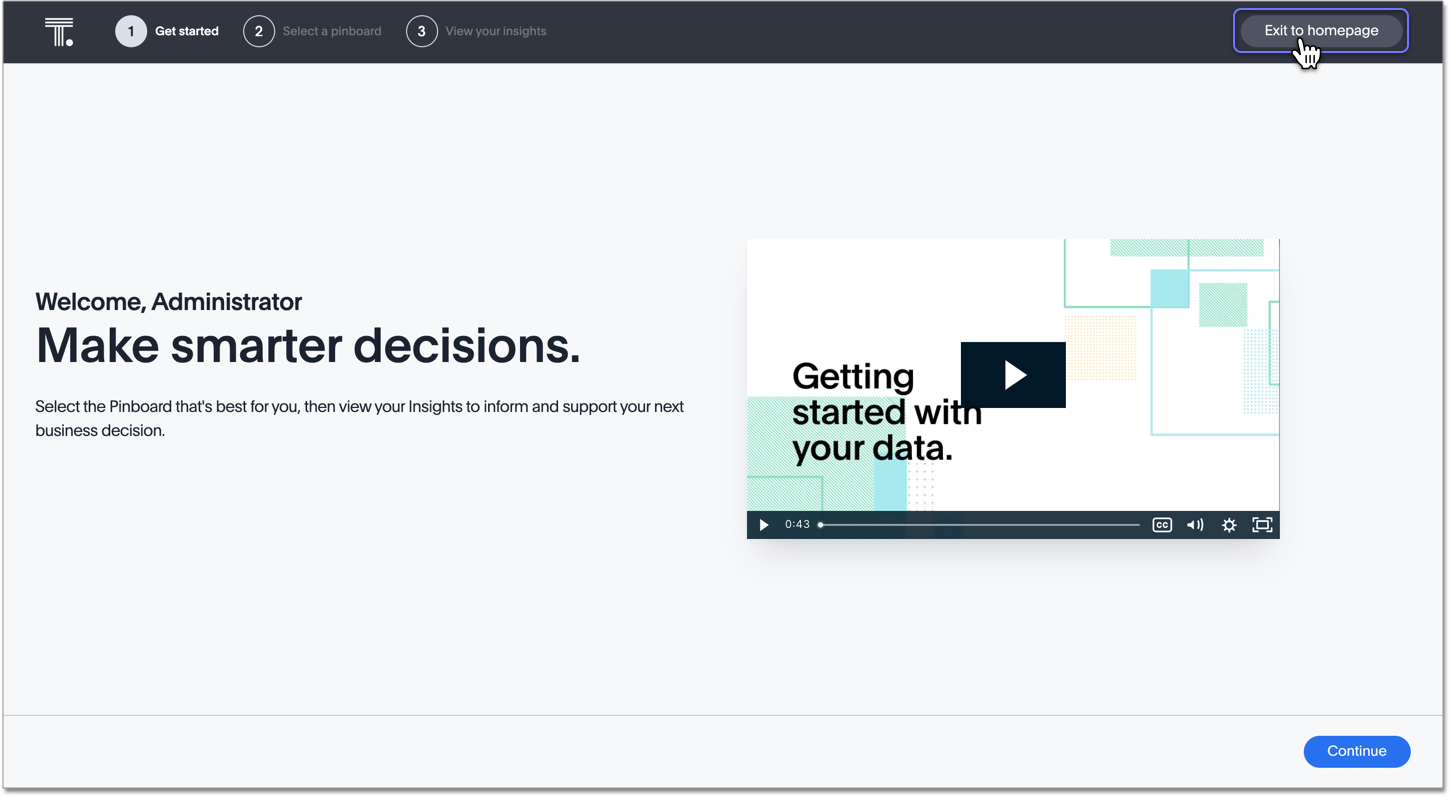 T.
1 Get started 2 Select a pinboard 3 View your insights Exit to homepage
Welcome, Administrator
Make smarter decisions.
Select the Pinboard that's best for you, then view your Insights to inform and support your next
business decision.
Getting
started with
your data.
0:43 CC
Continue